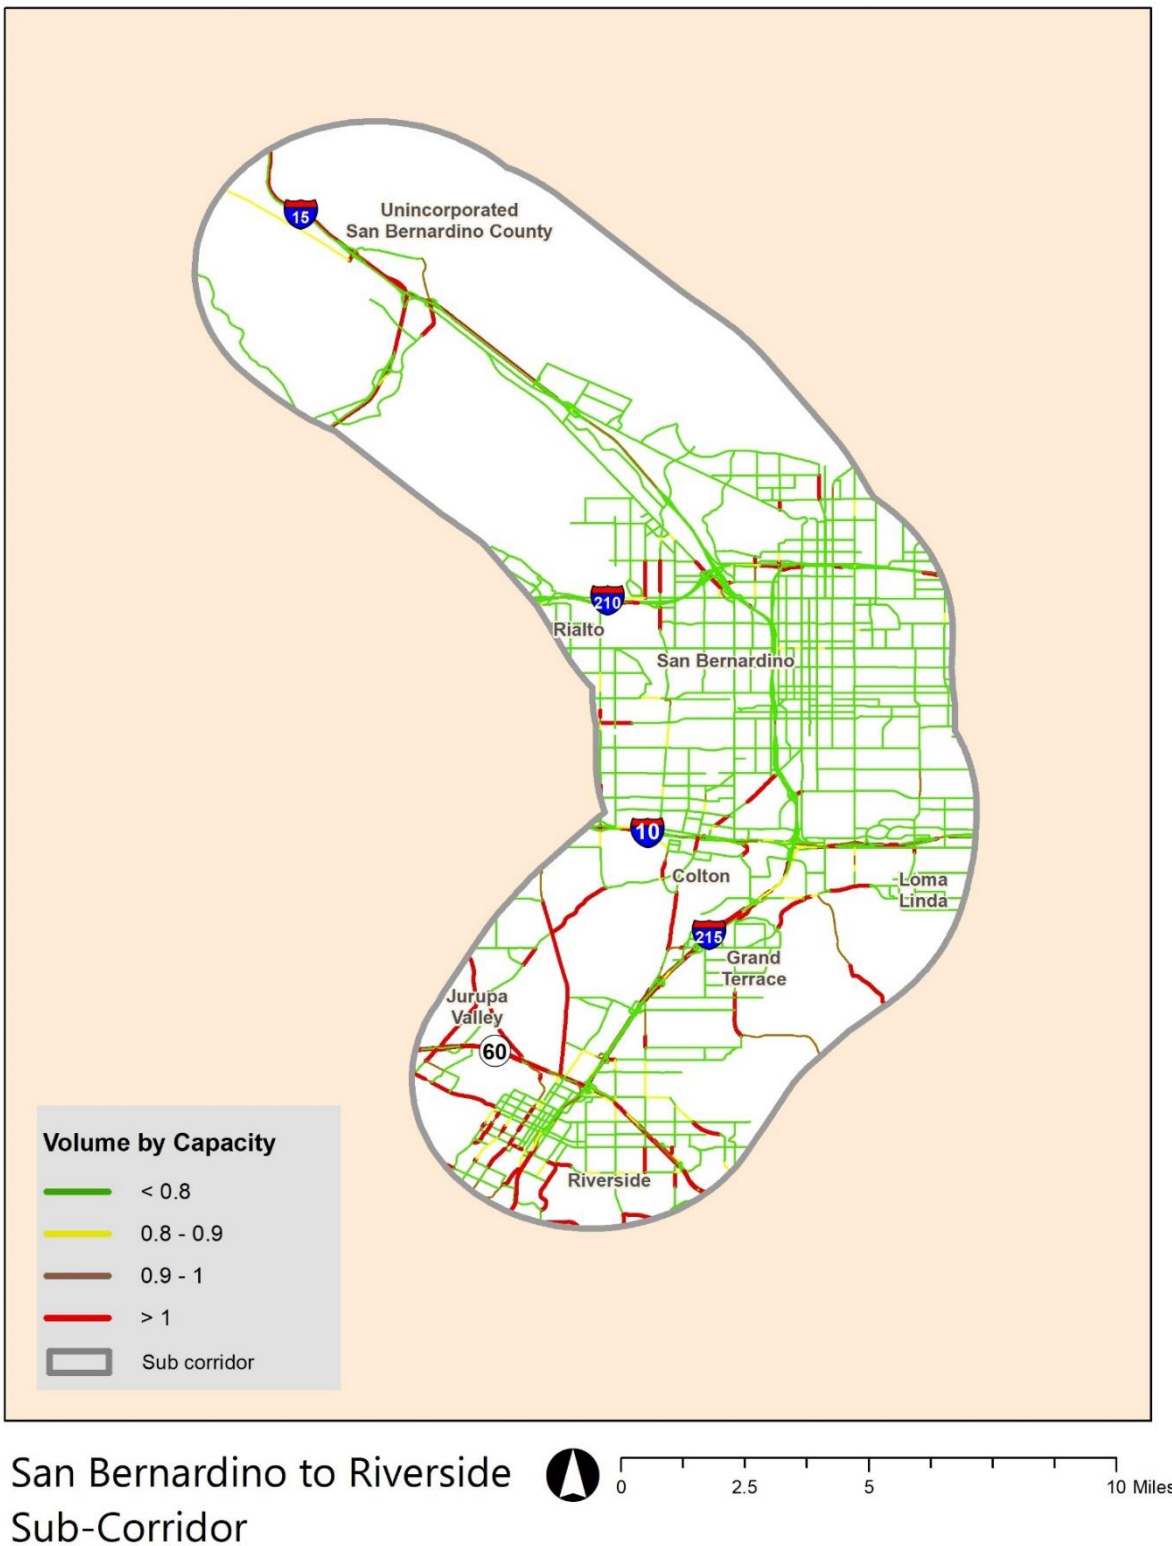 15
Unincorporated
San Bernardino County
210
Rialto
San Bernardino
10
Colton
Loma
Linda
215
Grand
Terrace
Jurupa
Valley
60
Riverside
Volume by Capacity
< 0.8
0.8 - 0.9
0.9 - 1
> 1
Sub corridor
San Bernardino to Riverside
Sub-Corridor
0 2.5 5 10 Miles